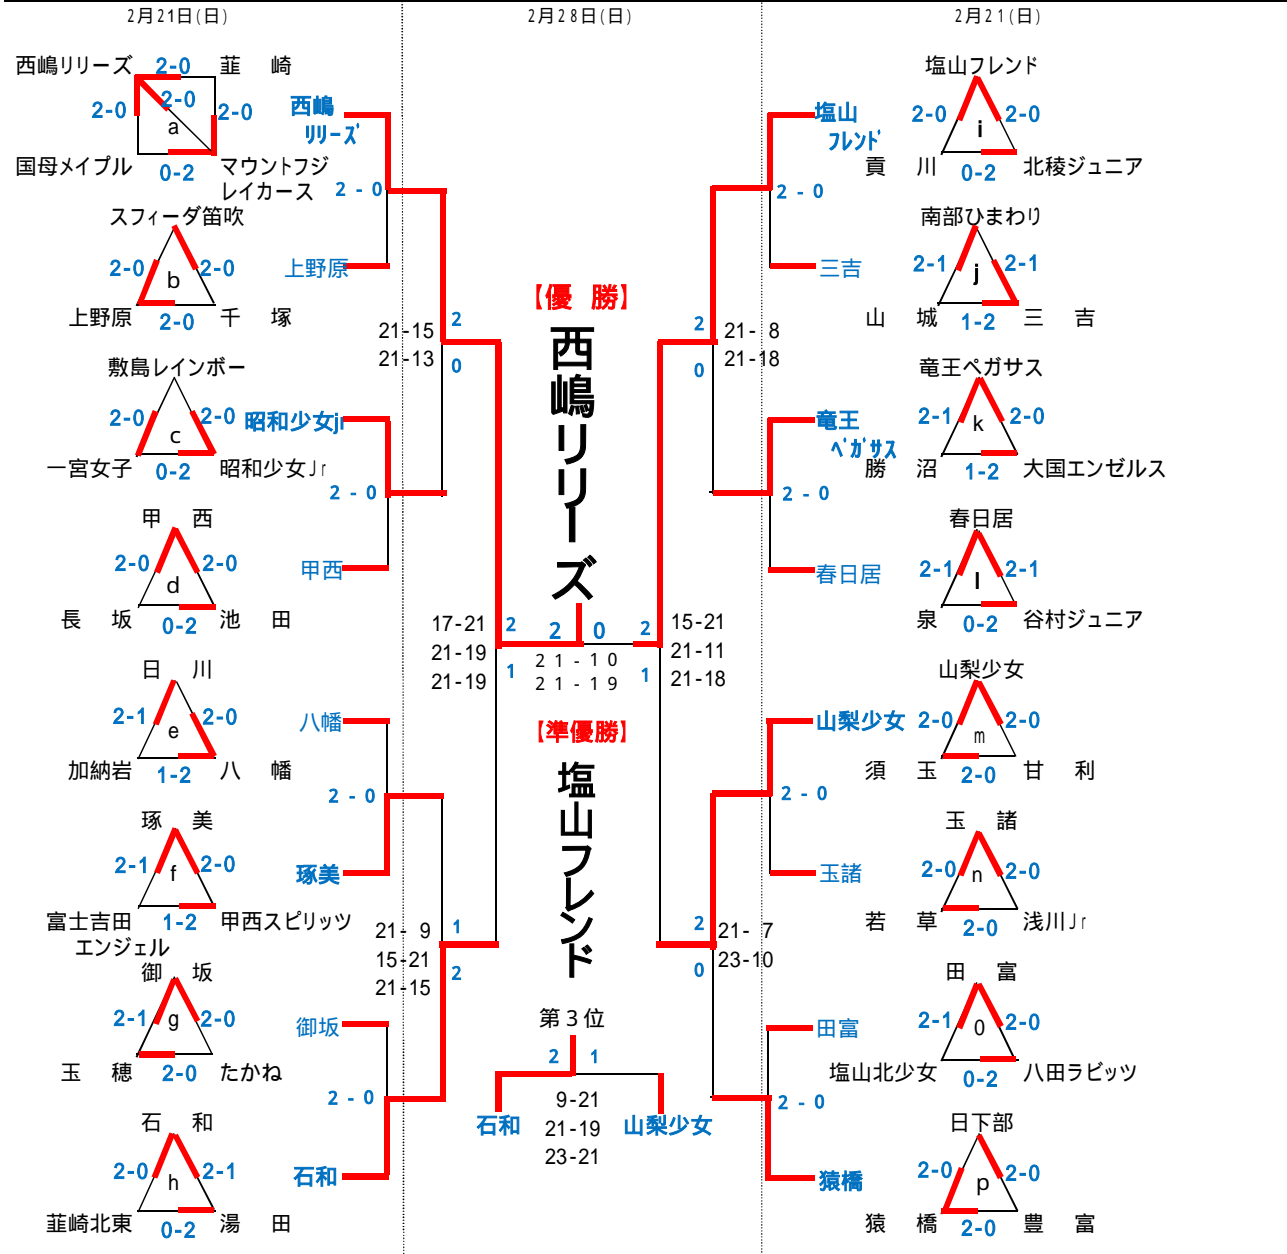 2月21日(日)
2月28日(日)
2月21(日)
西嶋リリーズ 2-0 韮　崎
2-0 2-0 2-0
a
国母メイプル 0-2 マウントフジ
レイカース
スフィーダ笛吹
2-0 b 2-0
上野原 2-0 千　塚
敷島レインボー
2-0 c 2-0
一宮女子 0-2 昭和少女Jr
甲　西
2-0 d 2-0
長　坂 0-2 池　田
日　川
2-1 e 2-0
加納岩 1-2 八　幡
琢　美
2-1 f 2-0
富士吉田 1-2 甲西スピリッツ
エンジェル
御　坂
2-1 g 2-0
玉　穂 2-0 たかね
石　和
2-0 h 2-1
韮崎北東 0-2 湯　田
西嶋
リリーズ
2 - 0
上野原
昭和少女jr
2 - 0
甲西
八幡
2 - 0
琢美
御坂
2 - 0
石和
21-15 2
21-13 0
21- 9 1
15-21
21-15 2
17-21 2
21-19
21-19 1
【優 勝】
西嶋リリーズ
2 0
21-10
21-19
【準優勝】
塩山フレンド
第3位
2 1
9-21
21-19
23-21
石和 山梨少女
2 15-21
21-11
1 21-18
2 21- 8
0 21-18
2 21- 7
0 23-10
塩山
フレンド
2 - 0
三吉
竜王
ペガサス
2 - 0
春日居
山梨少女
2 - 0
玉諸
田富
2 - 0
猿橋
塩山フレンド
2-0 i 2-0
貢　川 0-2 北稜ジュニア
南部ひまわり
2-1 j 2-1
山　城 1-2 三　吉
竜王ペガサス
2-1 k 2-0
勝　沼 1-2 大国エンゼルス
春日居
2-1 l 2-1
泉 0-2 谷村ジュニア
山梨少女
2-0 m 2-0
須　玉 2-0 甘　利
玉　諸
2-0 n 2-0
若　草 2-0 浅川Jr
田　富
2-1 0 2-0
塩山北少女 0-2 八田ラビッツ
日下部
2-0 p 2-0
猿　橋 2-0 豊　富